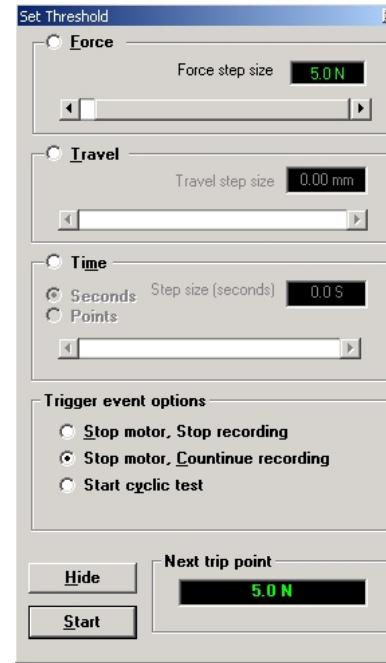 Set Threshold
Force
Force step size 5.0 N
Travel
Travel step size 0.00 mm
Time
Seconds Step size (seconds) 0.0 S
Points
Trigger event options
Stop motor, Stop recording
Stop motor, Countinue recording
Start cyclic test
Hide
Next trip point
5.0 N
Start